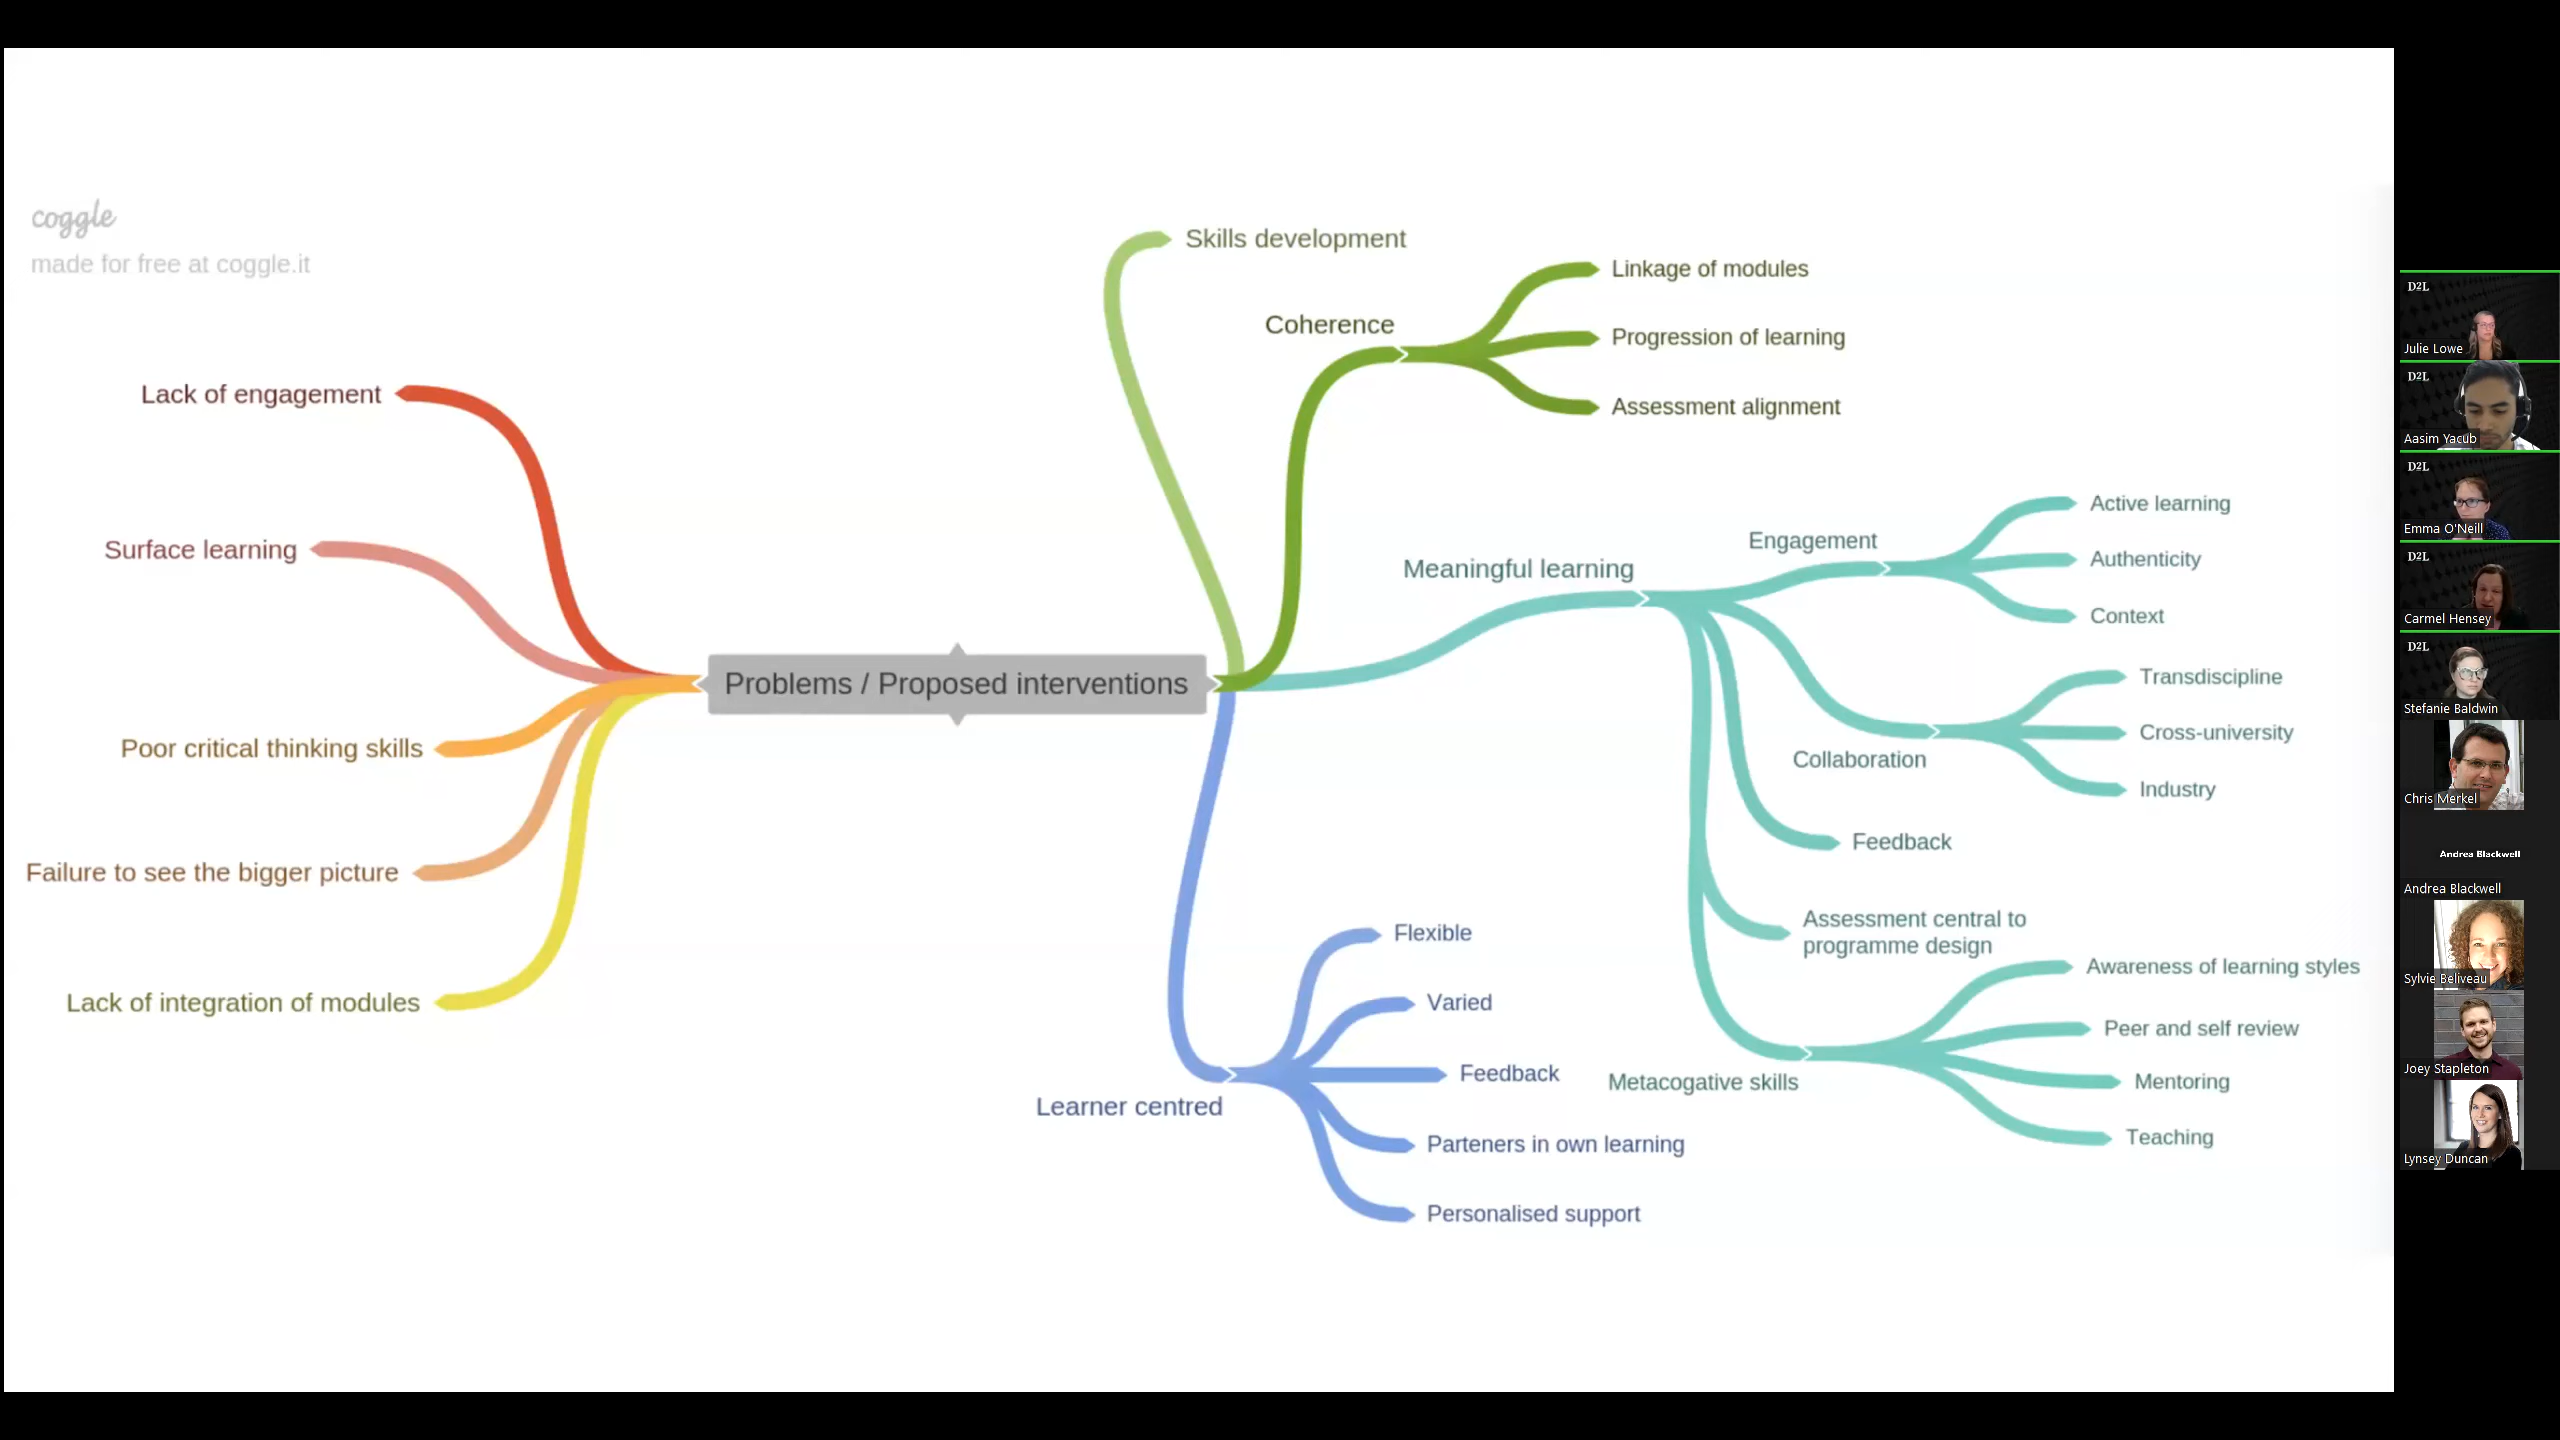 coggle
made for free at coggle.it
Lack of engagement
Surface learning
Poor critical thinking skills
Failure to see the bigger picture
Lack of integration of modules
Problems / Proposed interventions
Skills development
Coherence
Linkage of modules
Progression of learning
Assessment alignment
Meaningful learning
Engagement
Active learning
Authenticity
Context
Collaboration
Transdiscipline
Cross-university
Industry
Feedback
Assessment central to
programme design
Metacogative skills
Awareness of learning styles
Peer and self review
Mentoring
Teaching
Learner centred
Flexible
Varied
Feedback
Parteners in own learning
Personalised support
D2L
Julie Lowe
D2L
Aasim Yacub
D2L
Emma O'Neill
D2L
Carmel Hensey
D2L
Stefanie Baldwin
Chris Merkel
Andrea Blackwell
Andrea Blackwell
Sylvie Beliveau
Joey Stapleton
Lynsey Duncan